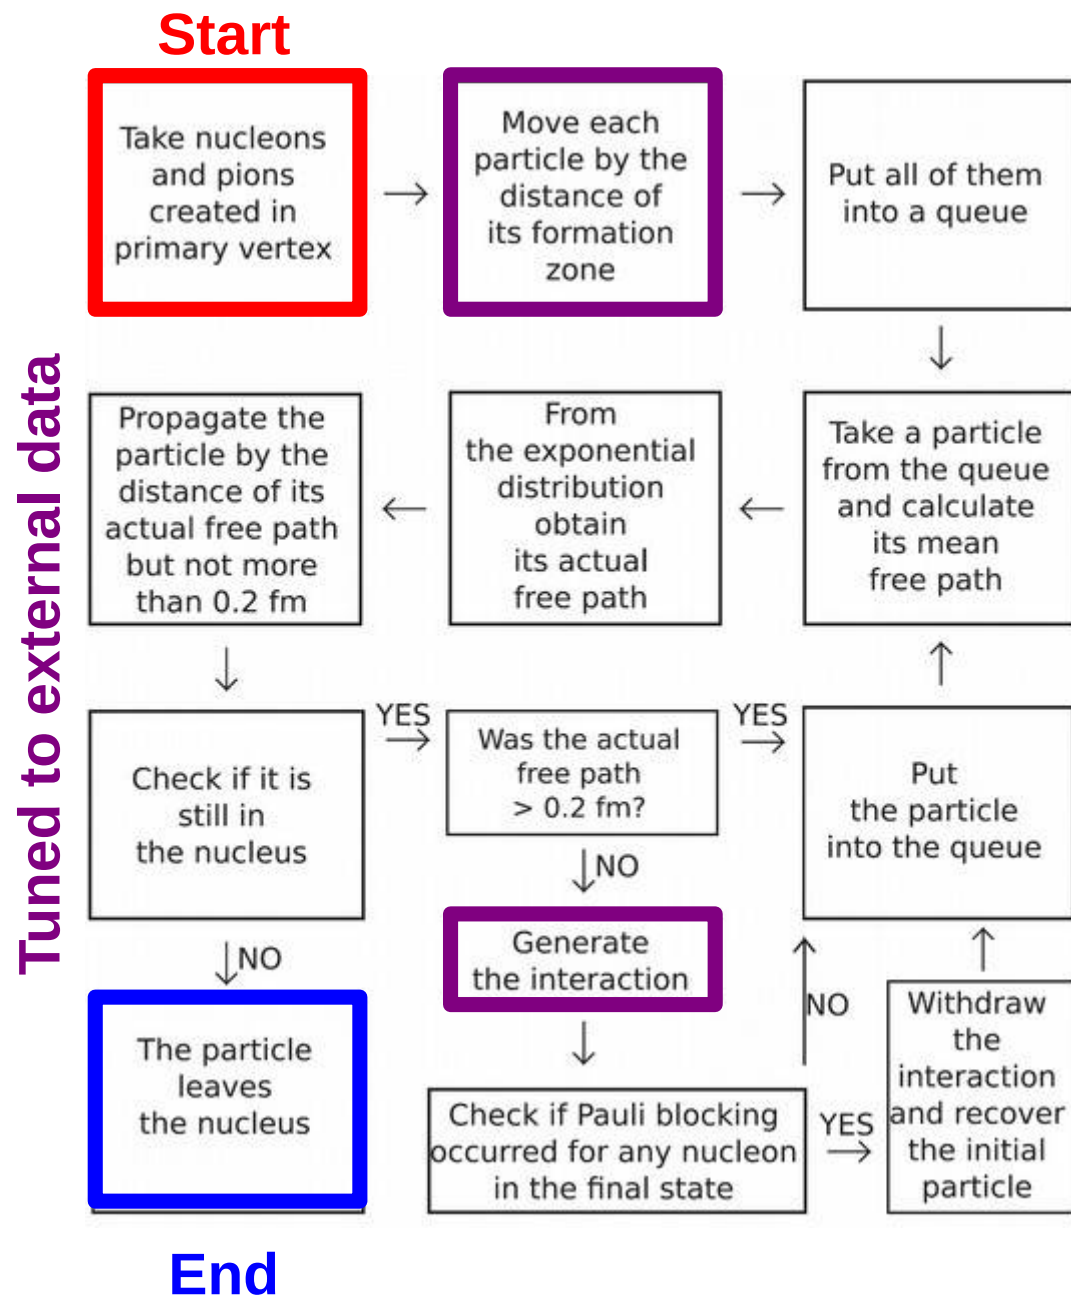 Start
Take nucleons
and pions
created in
primary vertex
Move each
particle by the
distance of
its formation
zone
Put all of them
into a queue
Tuned to external data
Propagate the
particle by the
distance of its
actual free path
but not more
than 0.2 fm
From
the exponential
distribution
obtain
its actual
free path
Take a particle
from the queue
and calculate
its mean
free path
Check if it is
still in
the nucleus
YES
Was the actual
free path
> 0.2 fm?
YES
Put
the particle
into the queue
NO
NO
Generate
the interaction
NO
The particle
leaves
the nucleus
Check if Pauli blocking
occurred for any nucleon
in the final state
YES
Withdraw
the
interaction
and recover
the initial
particle
End